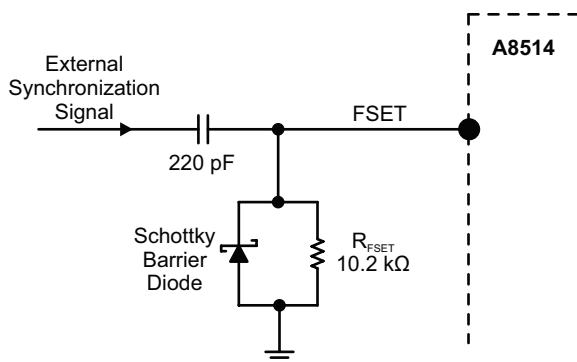 A8514
External
Synchronization
Signal
FSET
220 pF
Schottky
Barrier
Diode
RFSET
10.2 kΩ